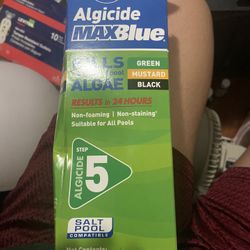 Algicide
MAXBlue
GREEN
MUSTARD
ALGAE
BLACK
RESULTS in 24 HOURS
Non-foaming | Non-staining
Suitable for All Pools
ALGICIDE
STEP
5
SALT
POOL
COMPATIBLE